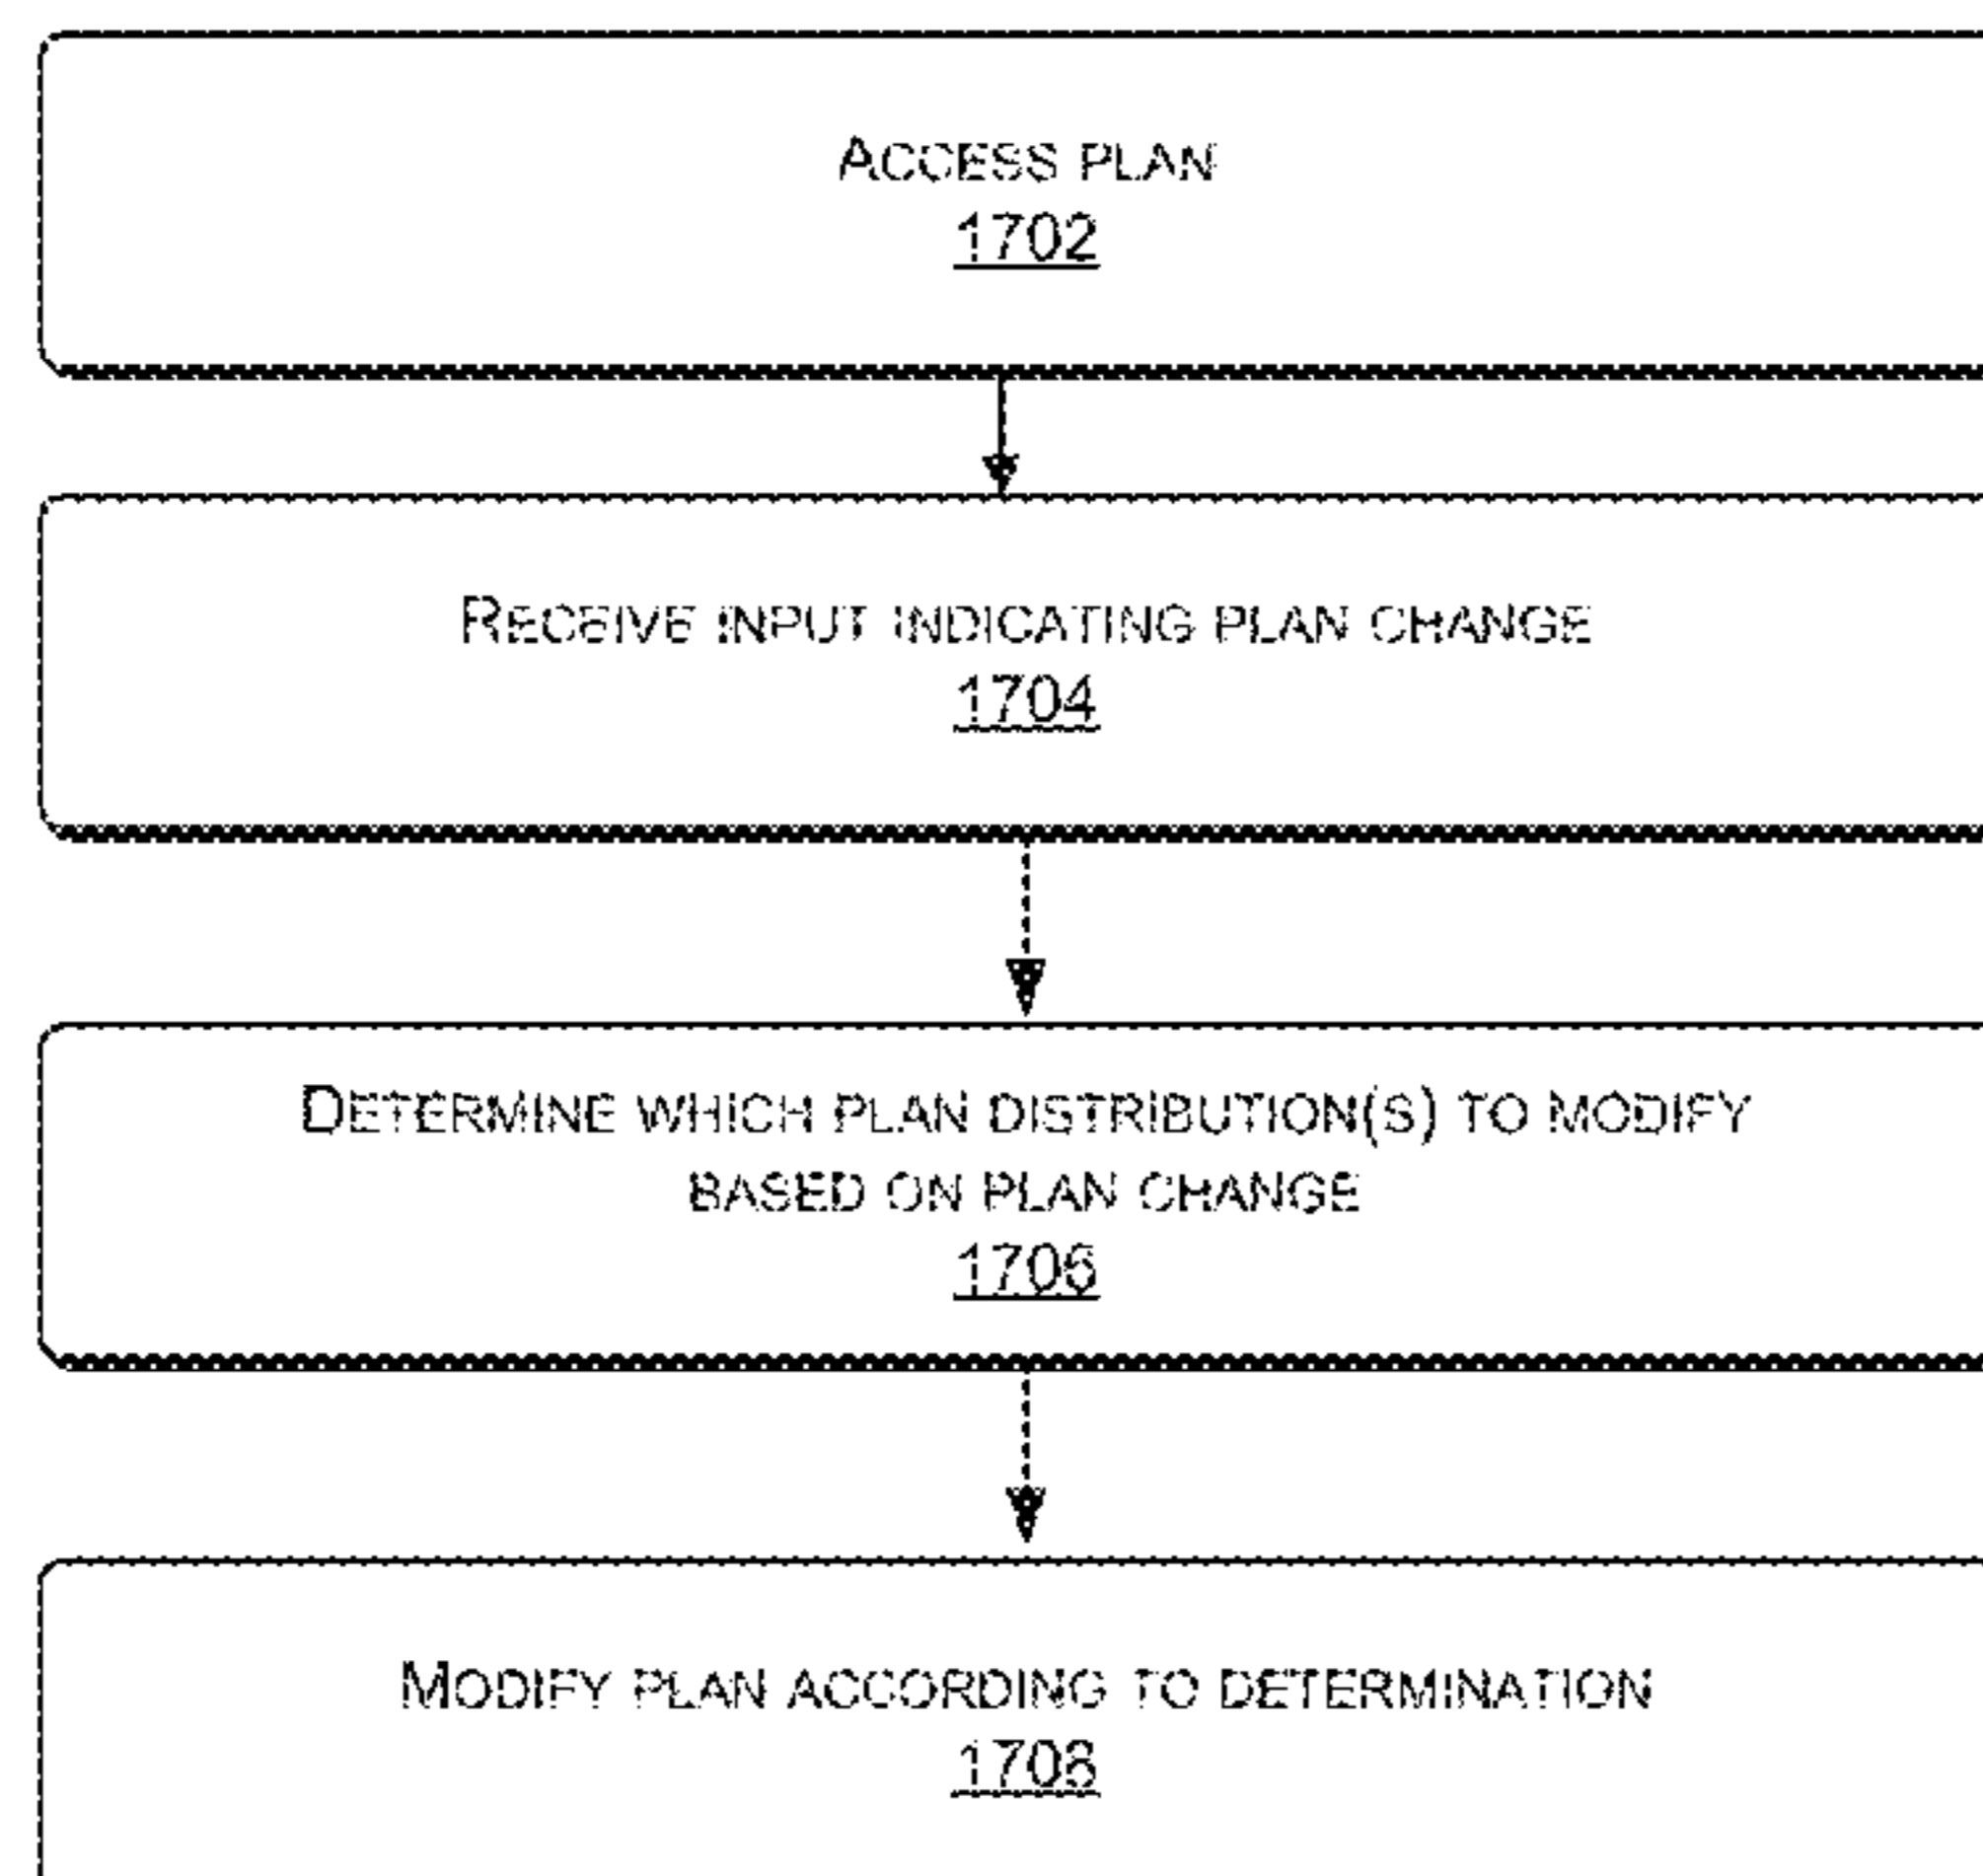 ACCESS PLAN
1702
RECEIVE INPUT INDICATING PLAN CHANGE
1704
DETERMINE WHICH PLAN DISTRIBUTION(S) TO MODIFY
BASED ON PLAN CHANGE
1706
MODIFY PLAN ACCORDING TO DETERMINATION
1708